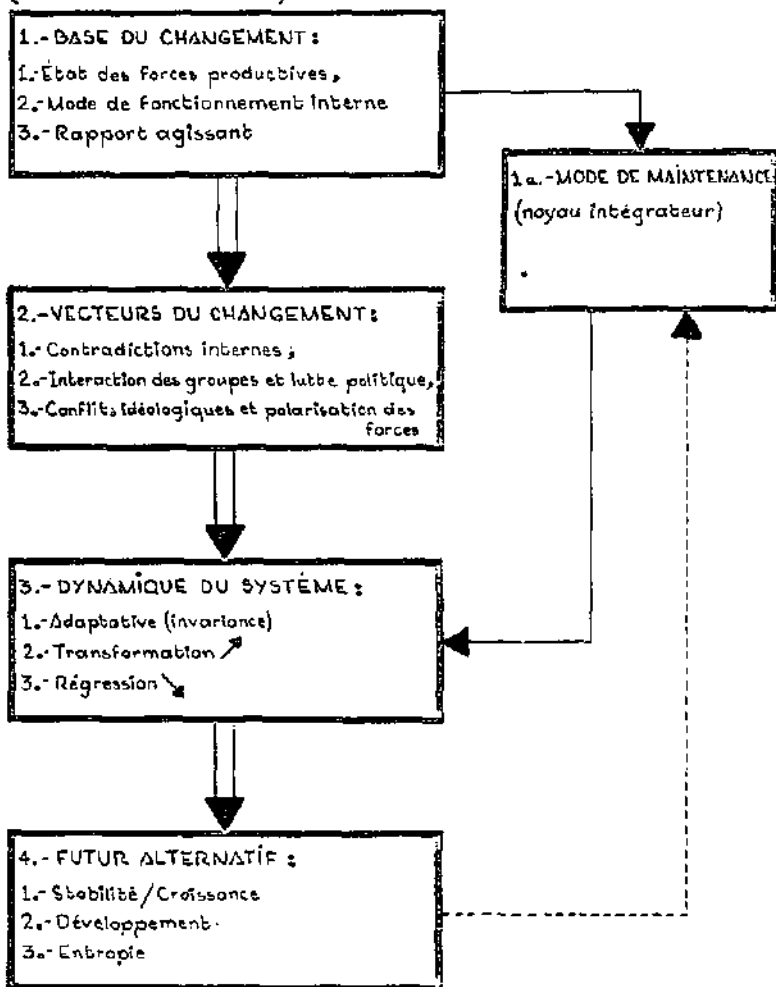 1.-BASE DU CHANGEMENT:
1.-État des forces productives,
2.-Mode de fonctionnement interne
3.-Rapport agissant
1a.-MODE DE MAINTENANCE
(noyau intégrateur)
2.-VECTEURS DU CHANGEMENT:
1.-Contradictions internes;
2.-Interaction des groupes et lutte politique,
3.-Conflits idéologiques et polarisation des
forces
3.-DYNAMIQUE DU SYSTÉME:
1.-Adaptative (invariance)
2.-Transformation ↗
3.-Régression ↘
4.-FUTUR ALTERNATIF:
1.-Stabilité/Croissance
2.-Développement.
3.-Entropie